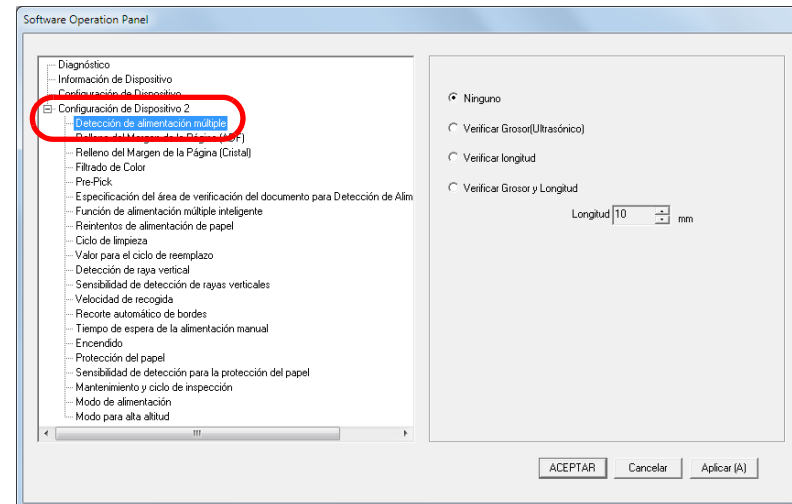 Software Operation Panel
Diagnóstico
Información de Dispositivo
Configuración de Dispositivo
Configuración de Dispositivo 2
Detección de alimentación múltiple
Relleno del Margen de la Página (ADF)
Relleno del Margen de la Página (Cristal)
Filtrado de Color
Pre-Pick
Especificación del área de verificación del documento para Detección de Alim
Función de alimentación múltiple inteligente
Reintentos de alimentación de papel
Ciclo de limpieza
Valor para el ciclo de reemplazo
Detección de raya vertical
Sensibilidad de detección de rayas verticales
Velocidad de recogida
Recorte automático de bordes
Tiempo de espera de la alimentación manual
Encendido
Protección del papel
Sensibilidad de detección para la protección del papel
Mantenimiento y ciclo de inspección
Modo de alimentación
Modo para alta altitud
Ninguno
Verificar Grosor(Ultrasónico)
Verificar longitud
Verificar Grosor y Longitud
Longitud 10 mm
ACEPTAR Cancelar Aplicar (A)